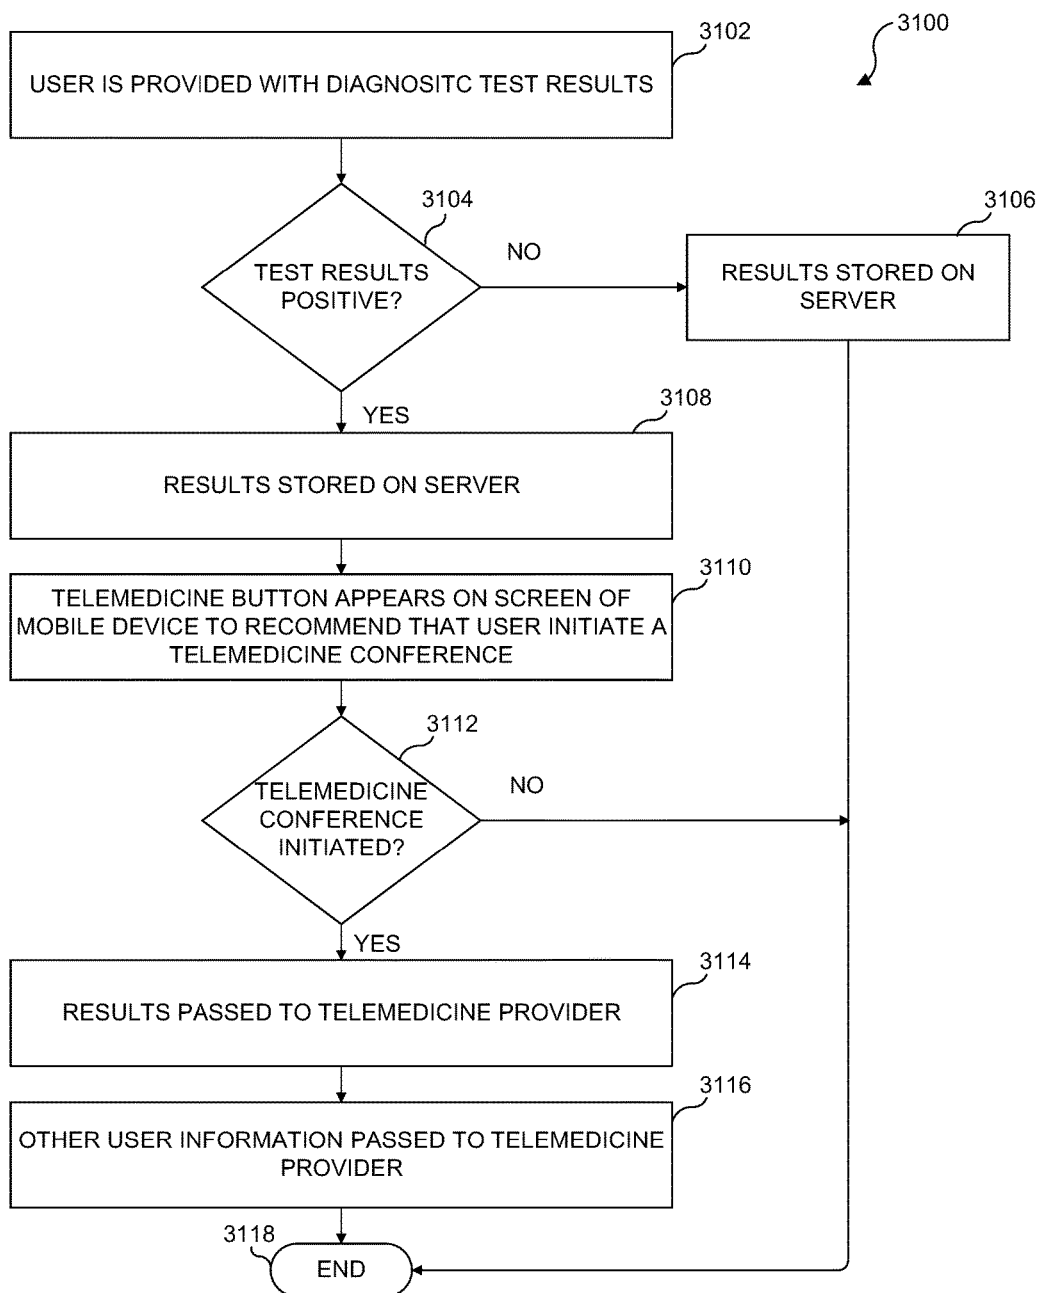 3100
3102
USER IS PROVIDED WITH DIAGNOSITC TEST RESULTS
3104
TEST RESULTS
POSITIVE?
NO
3106
RESULTS STORED ON
SERVER
YES
3108
RESULTS STORED ON SERVER
3110
TELEMEDICINE BUTTON APPEARS ON SCREEN OF
MOBILE DEVICE TO RECOMMEND THAT USER INITIATE A
TELEMEDICINE CONFERENCE
3112
TELEMEDICINE
CONFERENCE
INITIATED?
NO
YES
3114
RESULTS PASSED TO TELEMEDICINE PROVIDER
3116
OTHER USER INFORMATION PASSED TO TELEMEDICINE
PROVIDER
3118
END